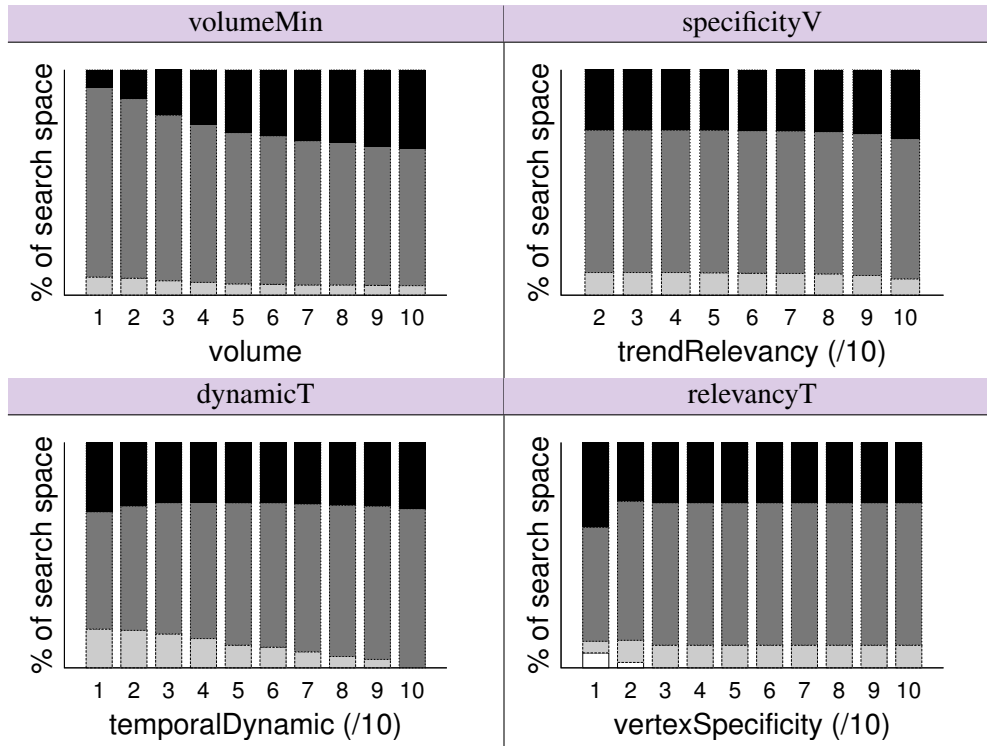 volumeMin
specificityV
% of search space
1 2 3 4 5 6 7 8 9 10
volume
% of search space
2 3 4 5 6 7 8 9 10
trendRelevancy (/10)
dynamicT
relevancyT
% of search space
1 2 3 4 5 6 7 8 9 10
temporalDynamic (/10)
% of search space
1 2 3 4 5 6 7 8 9 10
vertexSpecificity (/10)